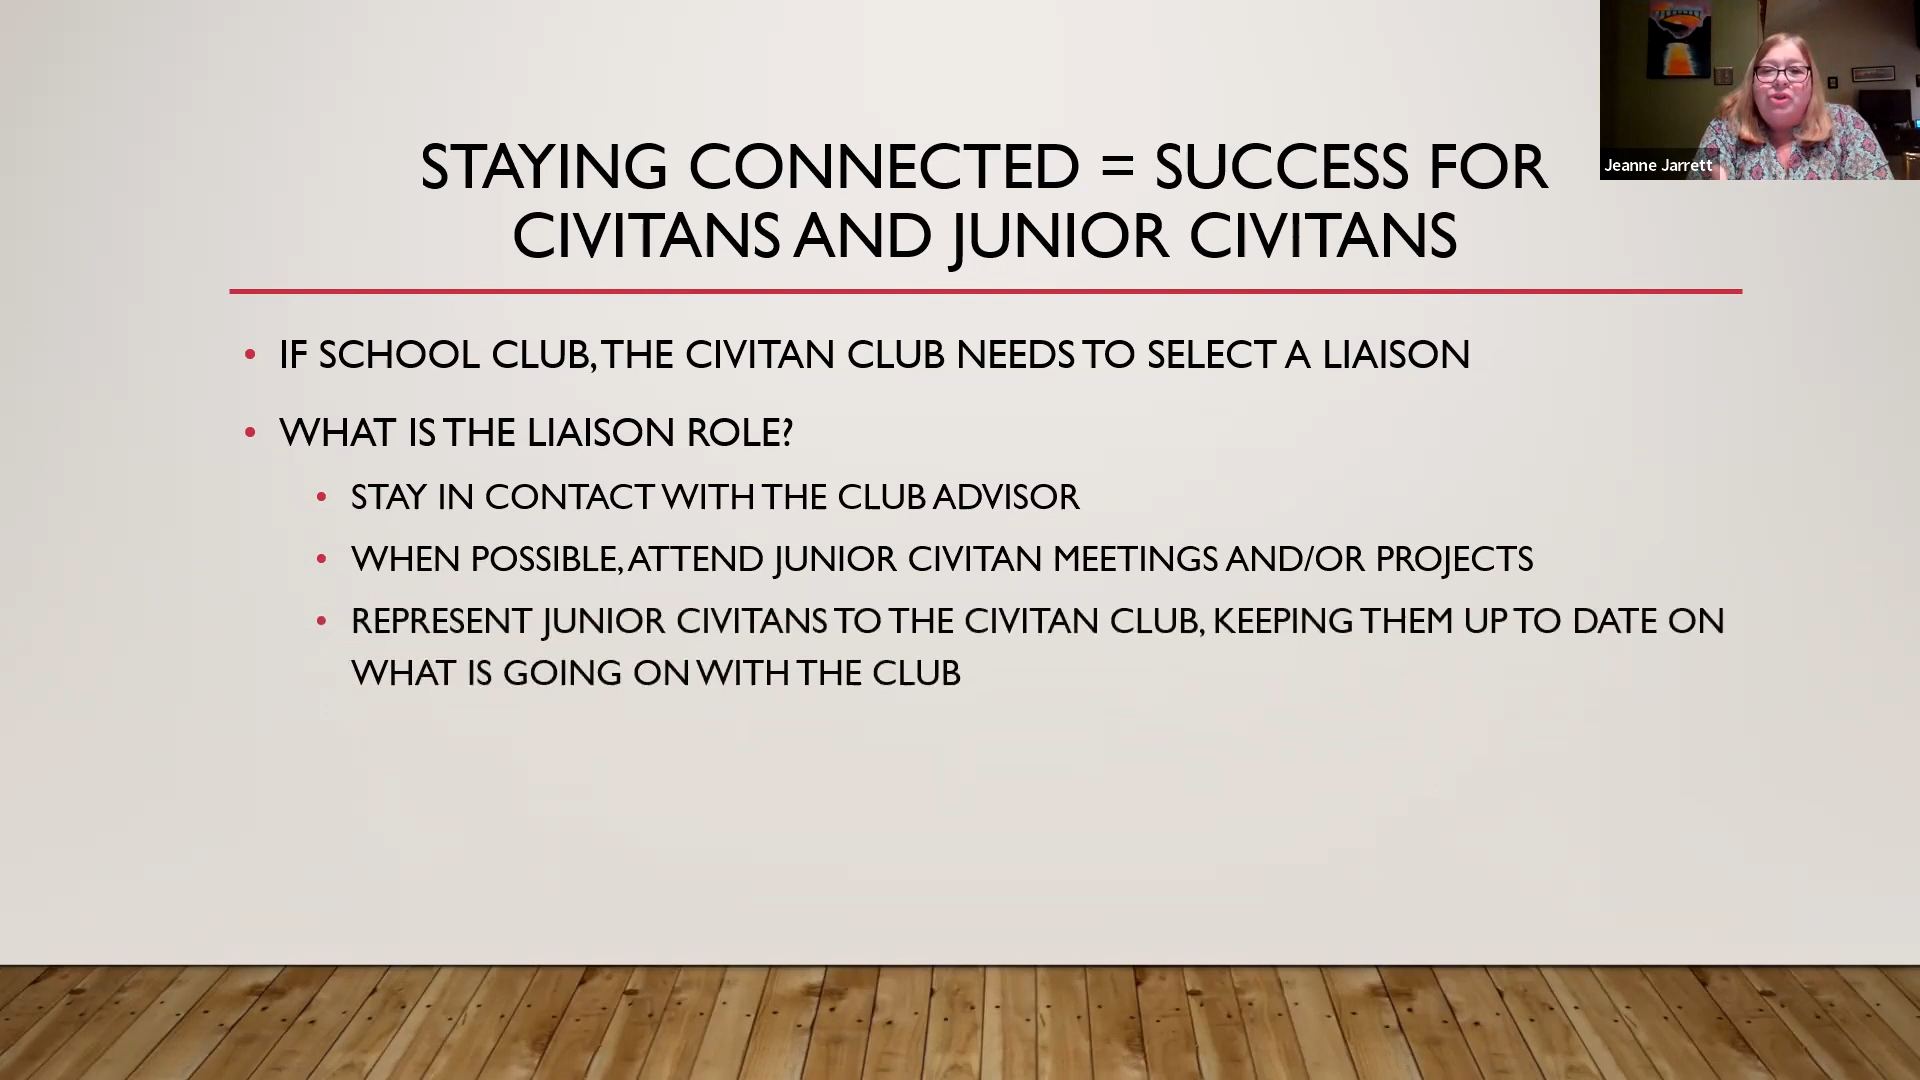 STAYING CONNECTED = SUCCESS FOR
CIVITANS AND JUNIOR CIVITANS
Jeanne Jarrett
• IF SCHOOL CLUB, THE CIVITAN CLUB NEEDS TO SELECT A LIAISON
• WHAT IS THE LIAISON ROLE?
• STAY IN CONTACT WITH THE CLUB ADVISOR
• WHEN POSSIBLE, ATTEND JUNIOR CIVITAN MEETINGS AND/OR PROJECTS
• REPRESENT JUNIOR CIVITANS TO THE CIVITAN CLUB, KEEPING THEM UP TO DATE ON
WHAT IS GOING ON WITH THE CLUB